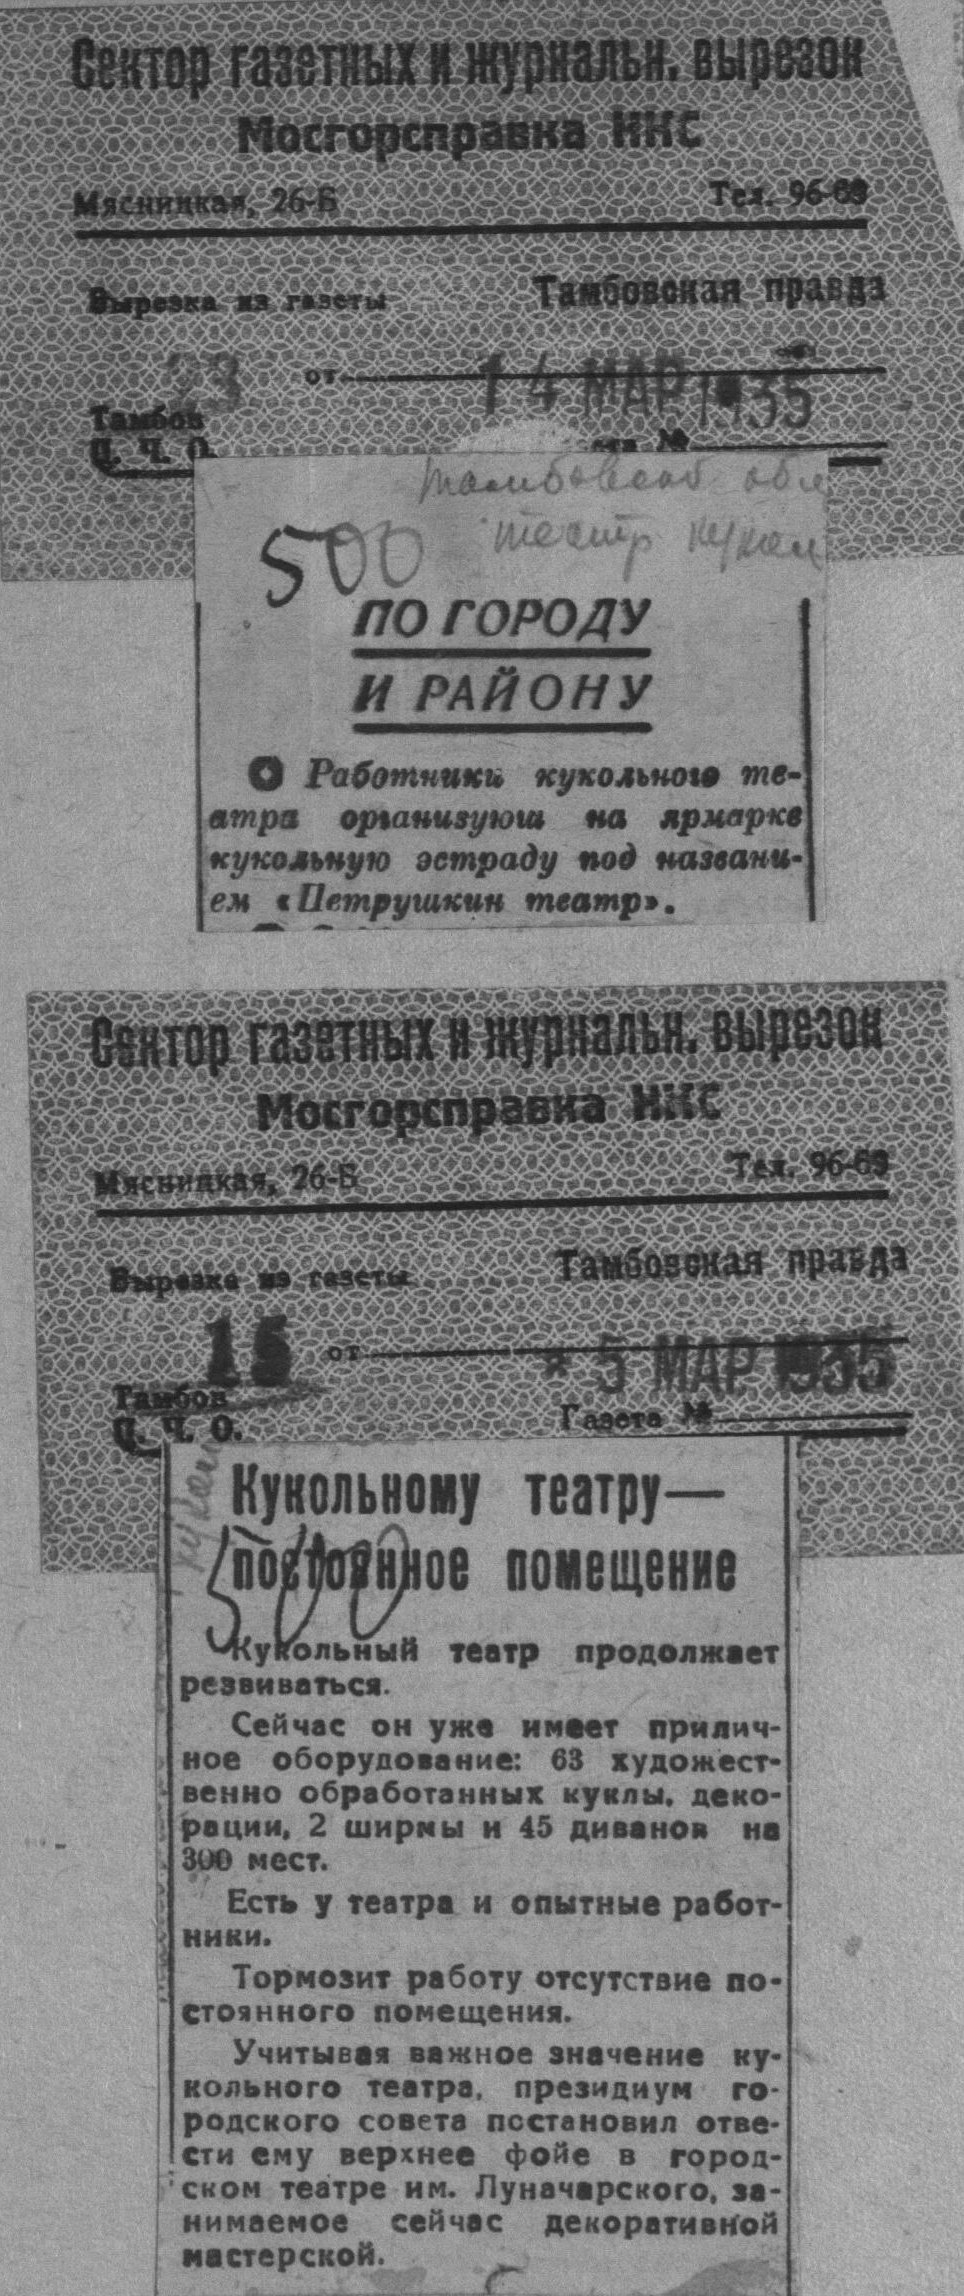 Сектор газетных и журнальн. вырезок
Мосгорсправка НКС
Мясницкая, 26-Б Тел. 96-69
Вырезка из газеты Тамбовская правда
23 от 14 МАР 1935
Тамбов
Ц. Ч. О. №
Тамбовской обл
500 театр кукол
ПО ГОРОДУ
И РАЙОНУ
Работники кукольного те-
атра организуют на ярмарке
кукольную эстраду под названи-
ем «Петрушкин театр».
Сектор газетных и журнальн. вырезок
Мосгорсправка НКС
Мясницкая, 26-Б Тел. 96-69
Вырезка из газеты Тамбовская правда
15 от * 5 МАР 1935
Тамбов
Ц. Ч. О. Газета №
Кукольному театру—
постоянное помещение
500
Кукольный театр продолжает
резвиваться.
Сейчас он уже имеет прилич-
ное оборудование: 63 художест-
венно обработанных куклы, деко-
рации, 2 ширмы и 45 диванов на
300 мест.
Есть у театра и опытные работ-
ники.
Тормозит работу отсутствие по-
стоянного помещения.
Учитывая важное значение ку-
кольного театра, президиум го-
родского совета постановил отве-
сти ему верхнее фойе в город-
ском театре им. Луначарского, за-
нимаемое сейчас декоративной
мастерской.